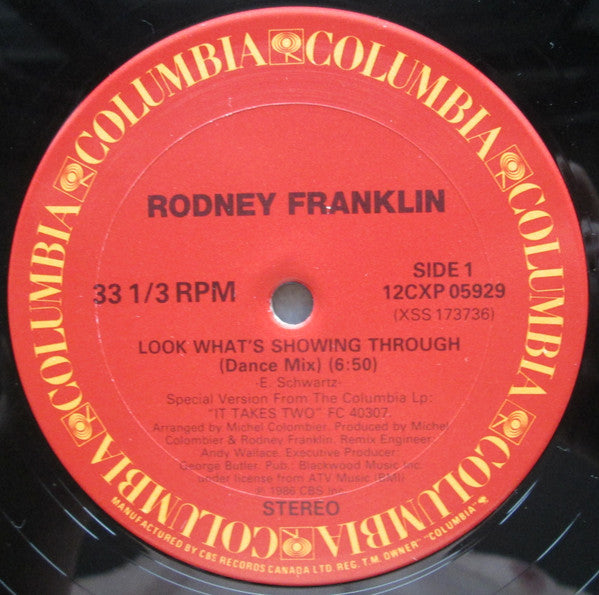 COLUMBIA COLUMBIA COLUMBIA COLUMBIA COLUMBIA COLUMBIA
RODNEY FRANKLIN
33 1/3 RPM
SIDE 1
12CXP 05929
(XSS 173736)
LOOK WHAT'S SHOWING THROUGH
(Dance Mix) (6:50)
-E. Schwartz-
Special Version From The Columbia Lp:
"IT TAKES TWO" FC 40307.
Arranged by Michel Colombier. Produced by Michel
Colombier & Rodney Franklin. Remix Engineer:
Andy Wallace. Executive Producer:
George Butler. Pub.: Blackwood Music Inc.
under license from ATV Music (BMI)
℗ 1986 CBS Inc.
STEREO
MANUFACTURED BY CBS RECORDS CANADA LTD. REG. T.M. OWNER "COLUMBIA"